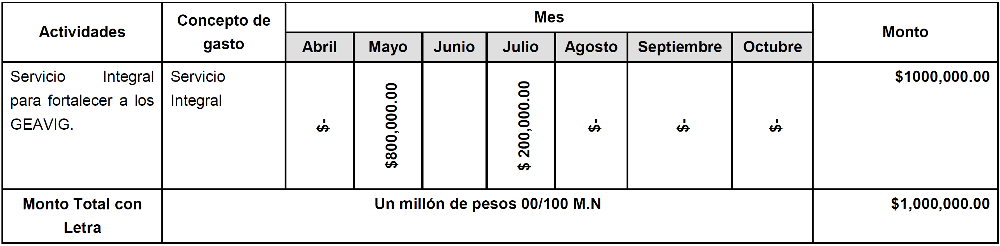 Actividades
Concepto de
gasto
Mes
Monto
Abril
Mayo
Junio
Julio
Agosto
Septiembre
Octubre
Servicio Integral
para fortalecer a los
GEAVIG.
Servicio
Integral
$-
$800,000.00
$ 200,000.00
$-
$-
$-
$1000,000.00
Monto Total con
Letra
Un millón de pesos 00/100 M.N
$1,000,000.00